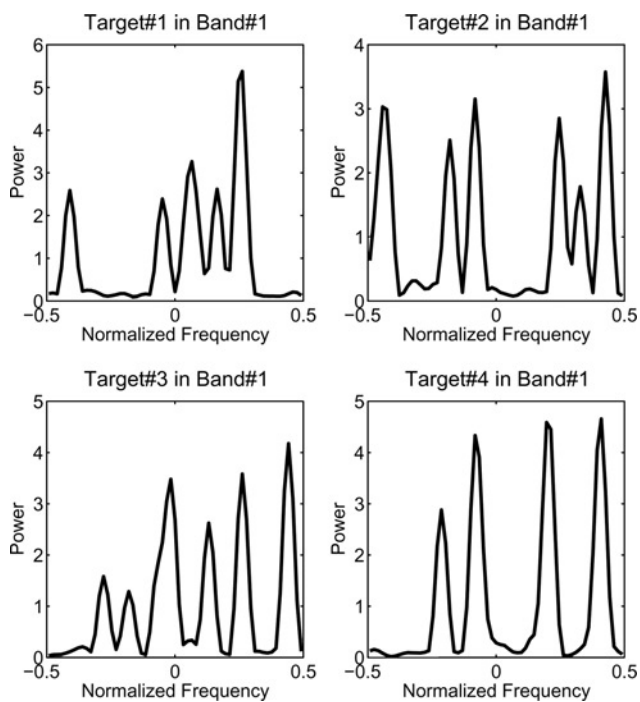 Target#1 in Band#1
6
5
4
3
2
1
0
Power
−0.5 0 0.5
Normalized Frequency
Target#2 in Band#1
4
3
2
1
0
Power
−0.5 0 0.5
Normalized Frequency
Target#3 in Band#1
5
4
3
2
1
0
Power
−0.5 0 0.5
Normalized Frequency
Target#4 in Band#1
5
4
3
2
1
0
Power
−0.5 0 0.5
Normalized Frequency